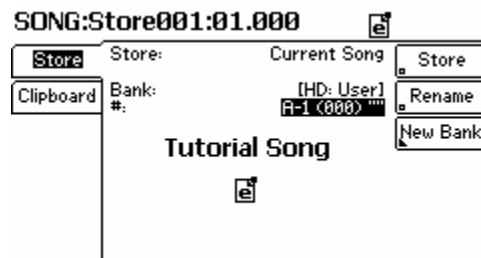 SONG:Store001:01.000 e
Store Store: Current Song Store
Clipboard Bank: [HD: User] Rename
#: A-1 (000) ""
New Bank
Tutorial Song
e